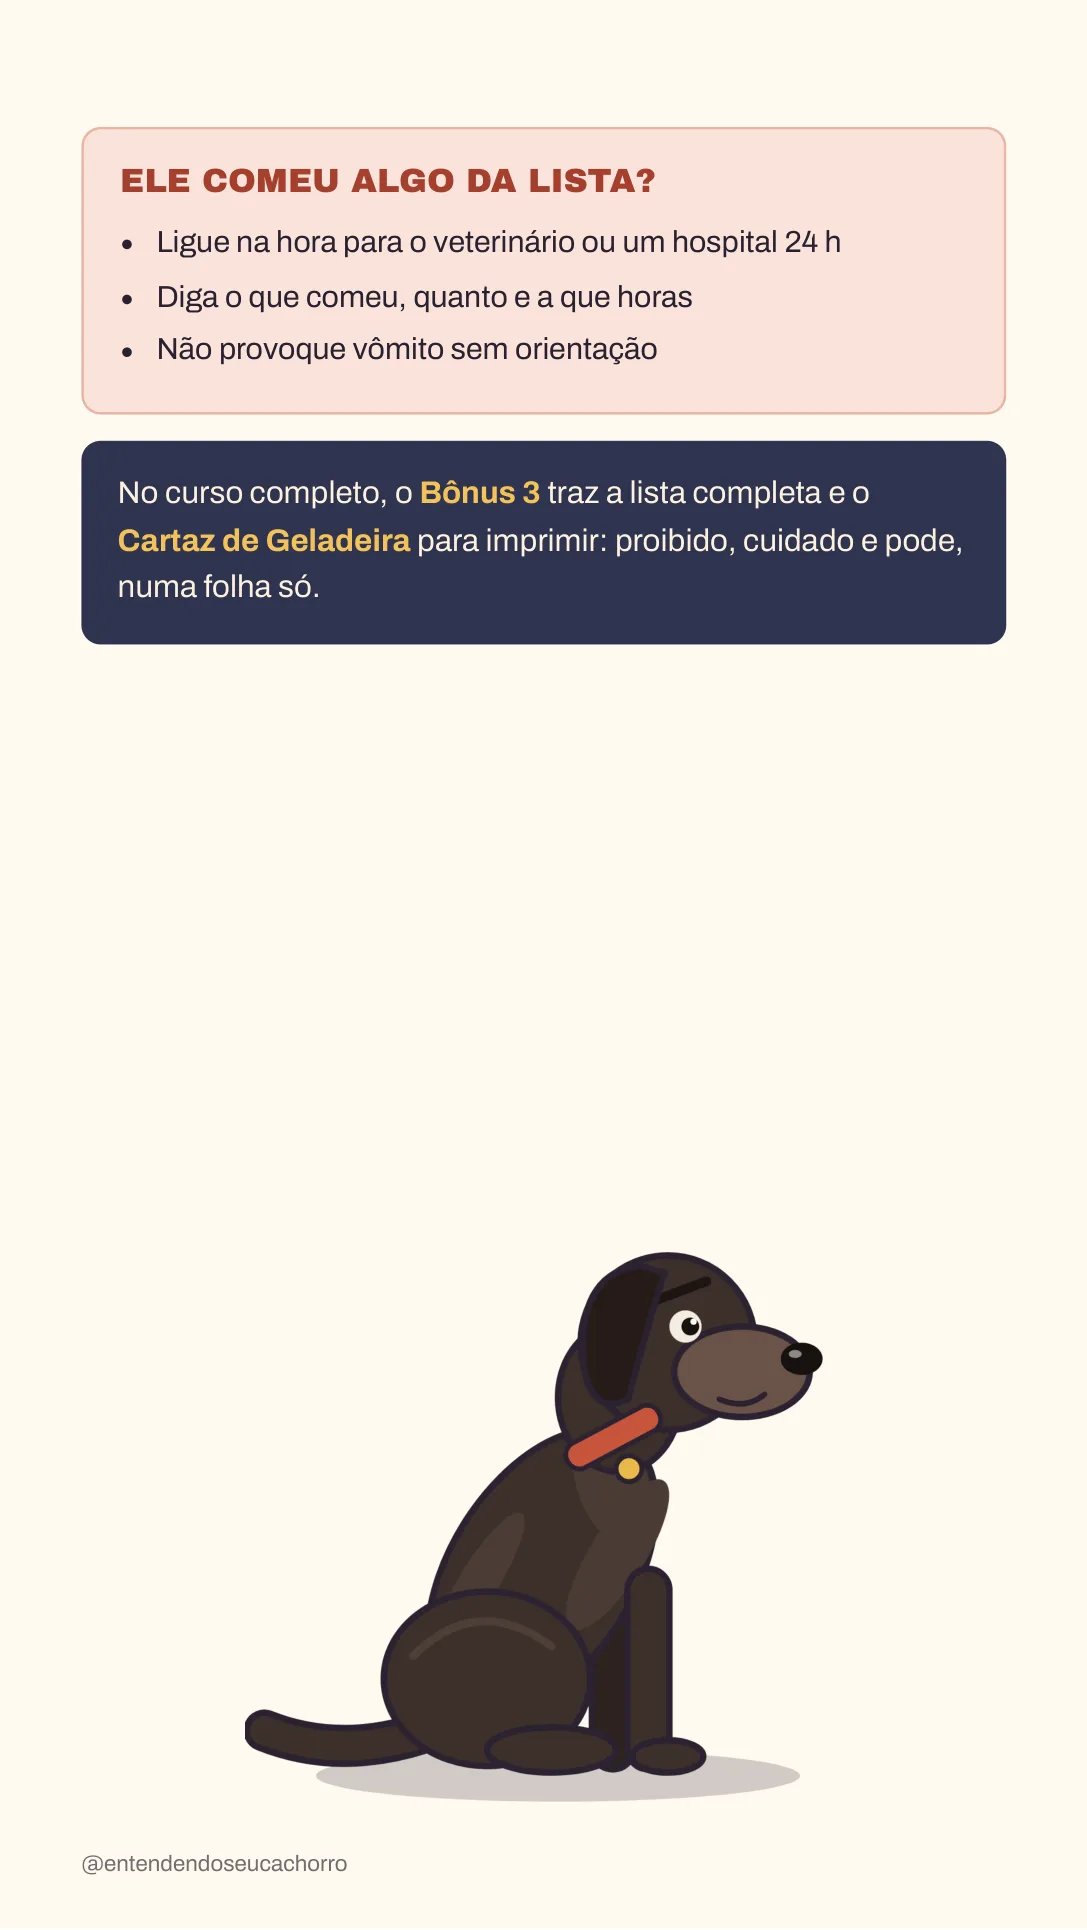 ELE COMEU ALGO DA LISTA?
• Ligue na hora para o veterinário ou um hospital 24 h
• Diga o que comeu, quanto e a que horas
• Não provoque vômito sem orientação
No curso completo, o Bônus 3 traz a lista completa e o
Cartaz de Geladeira para imprimir: proibido, cuidado e pode,
numa folha só.
@entendendoseucachorro